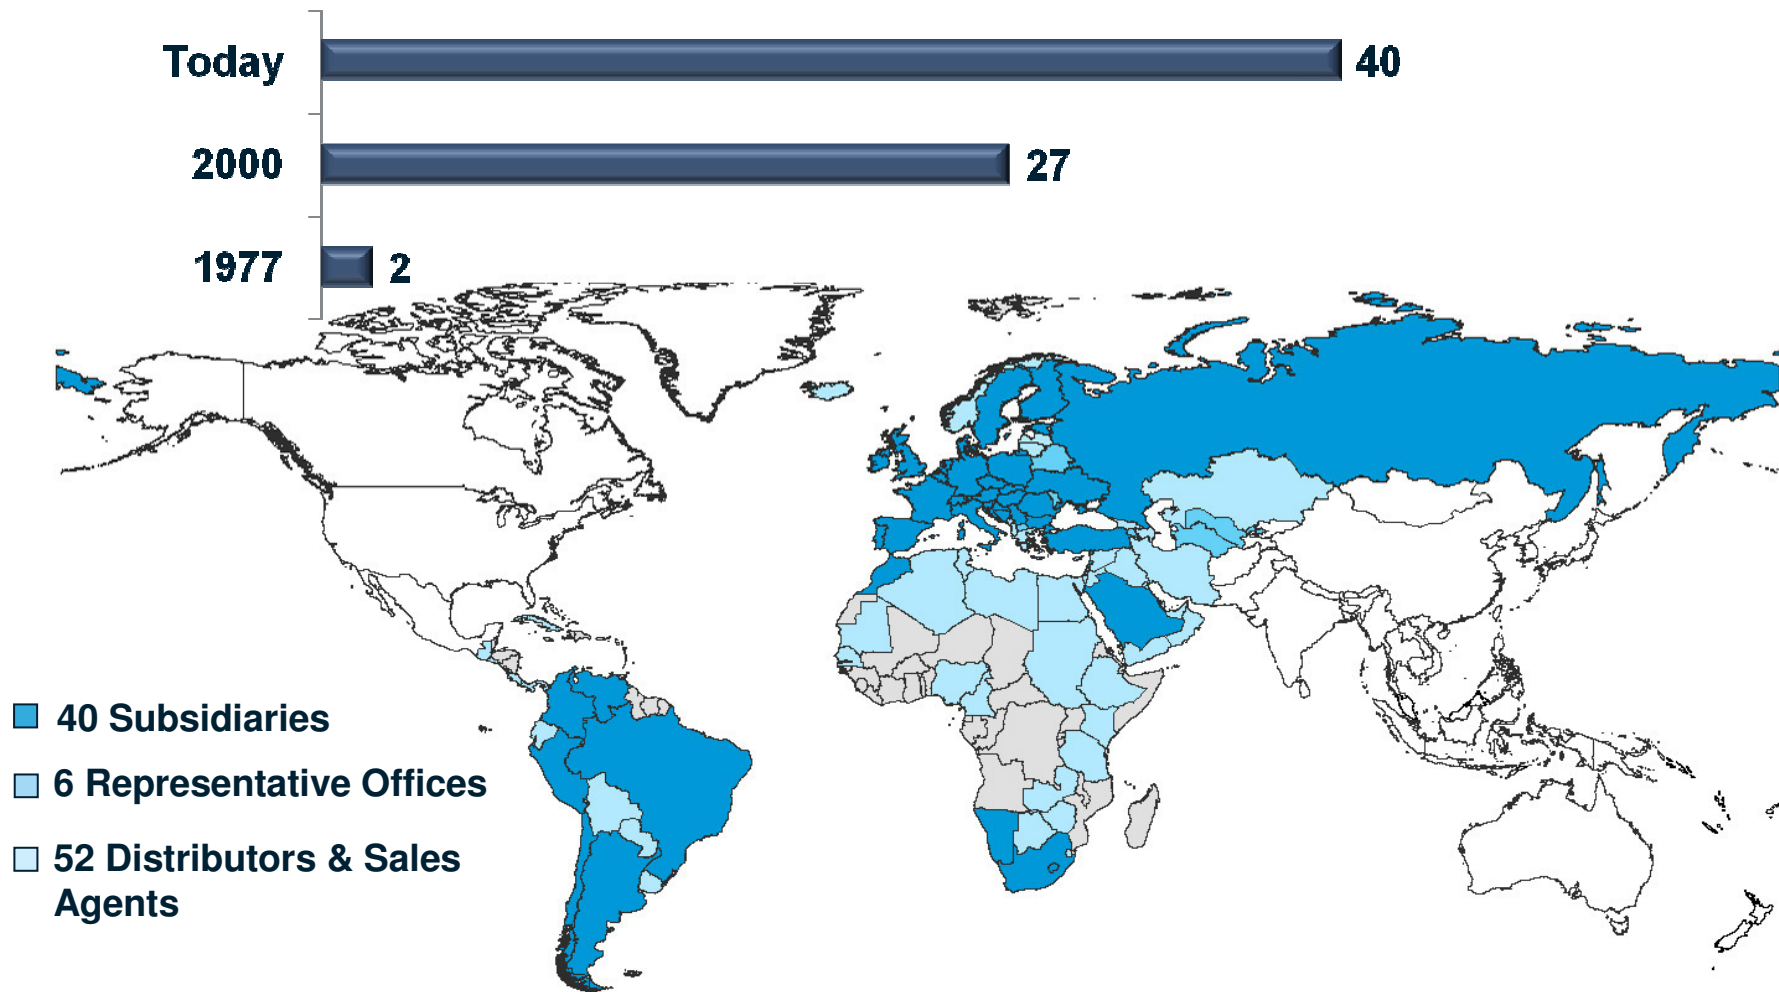 Today 40
2000 27
1977 2
40 Subsidiaries
6 Representative Offices
52 Distributors & Sales
Agents